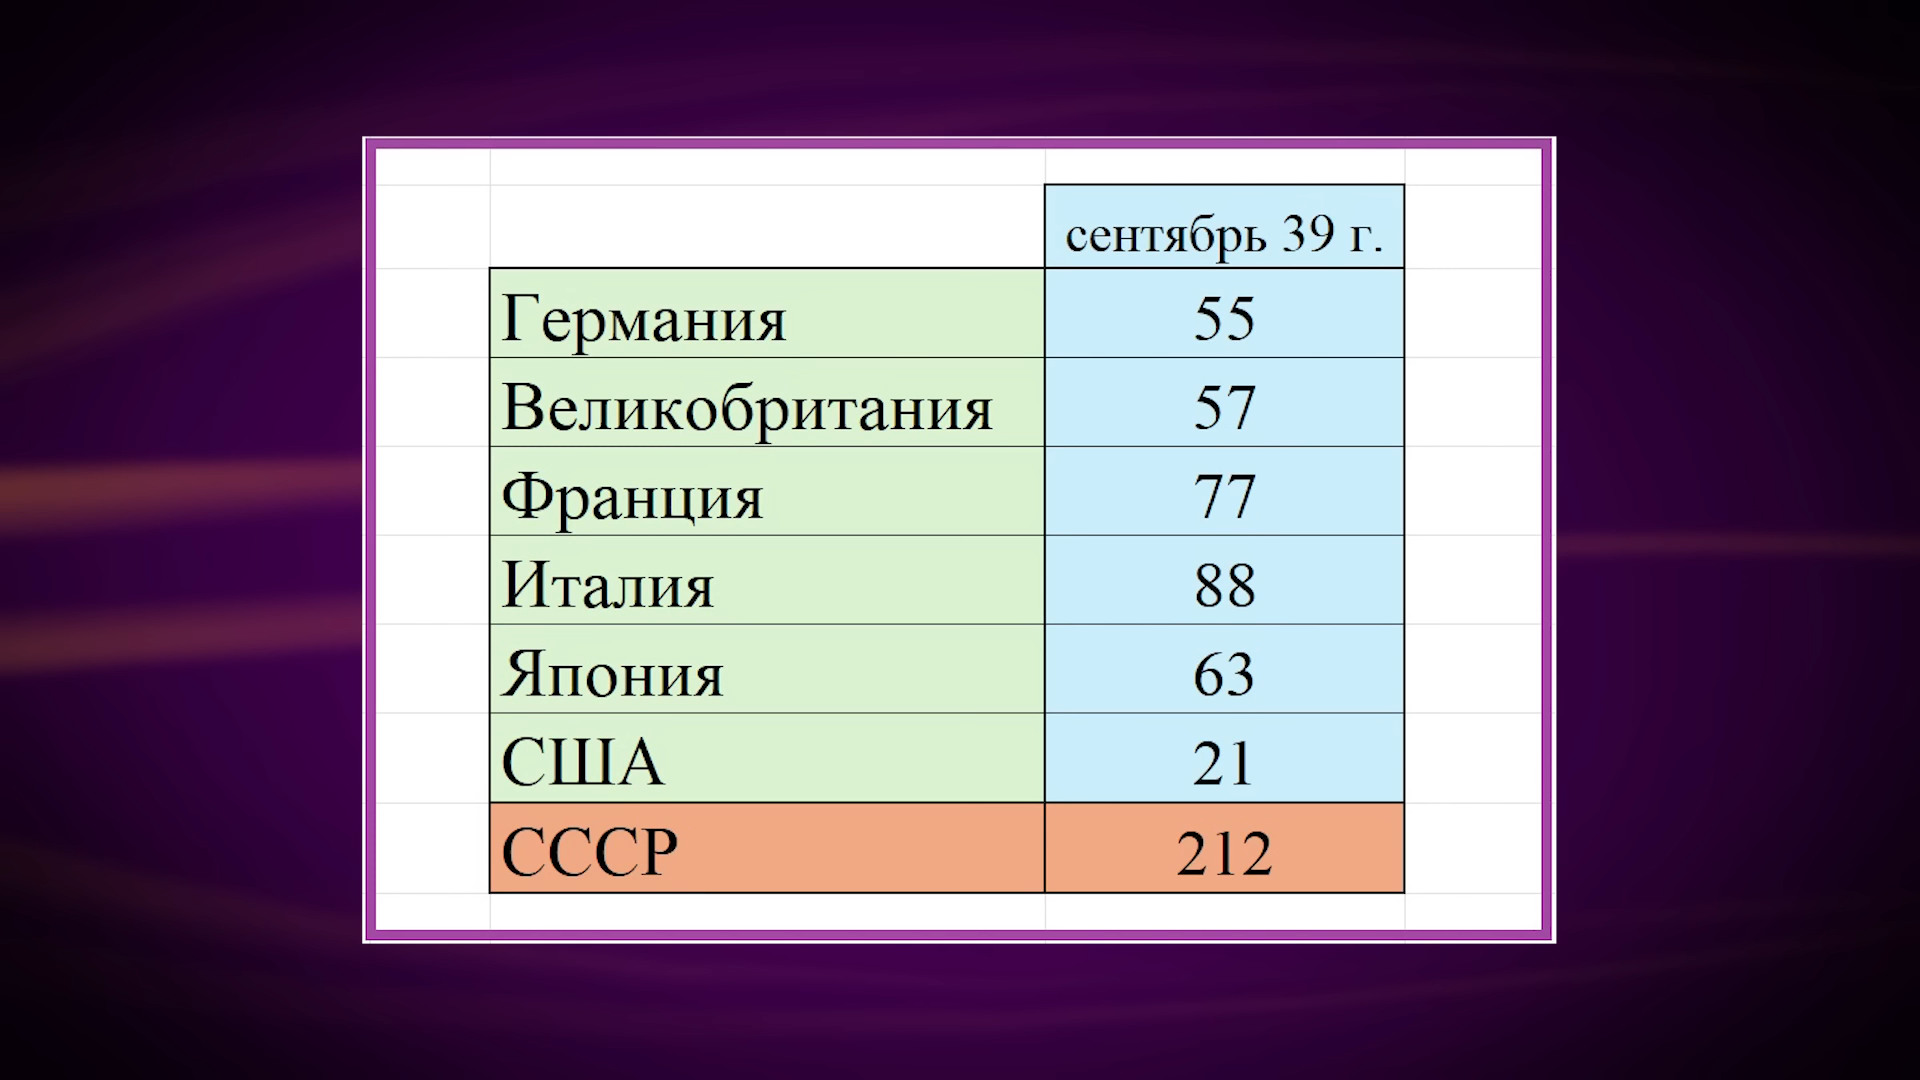 сентябрь 39 г.
Германия 55
Великобритания 57
Франция 77
Италия 88
Япония 63
США 21
СССР 212